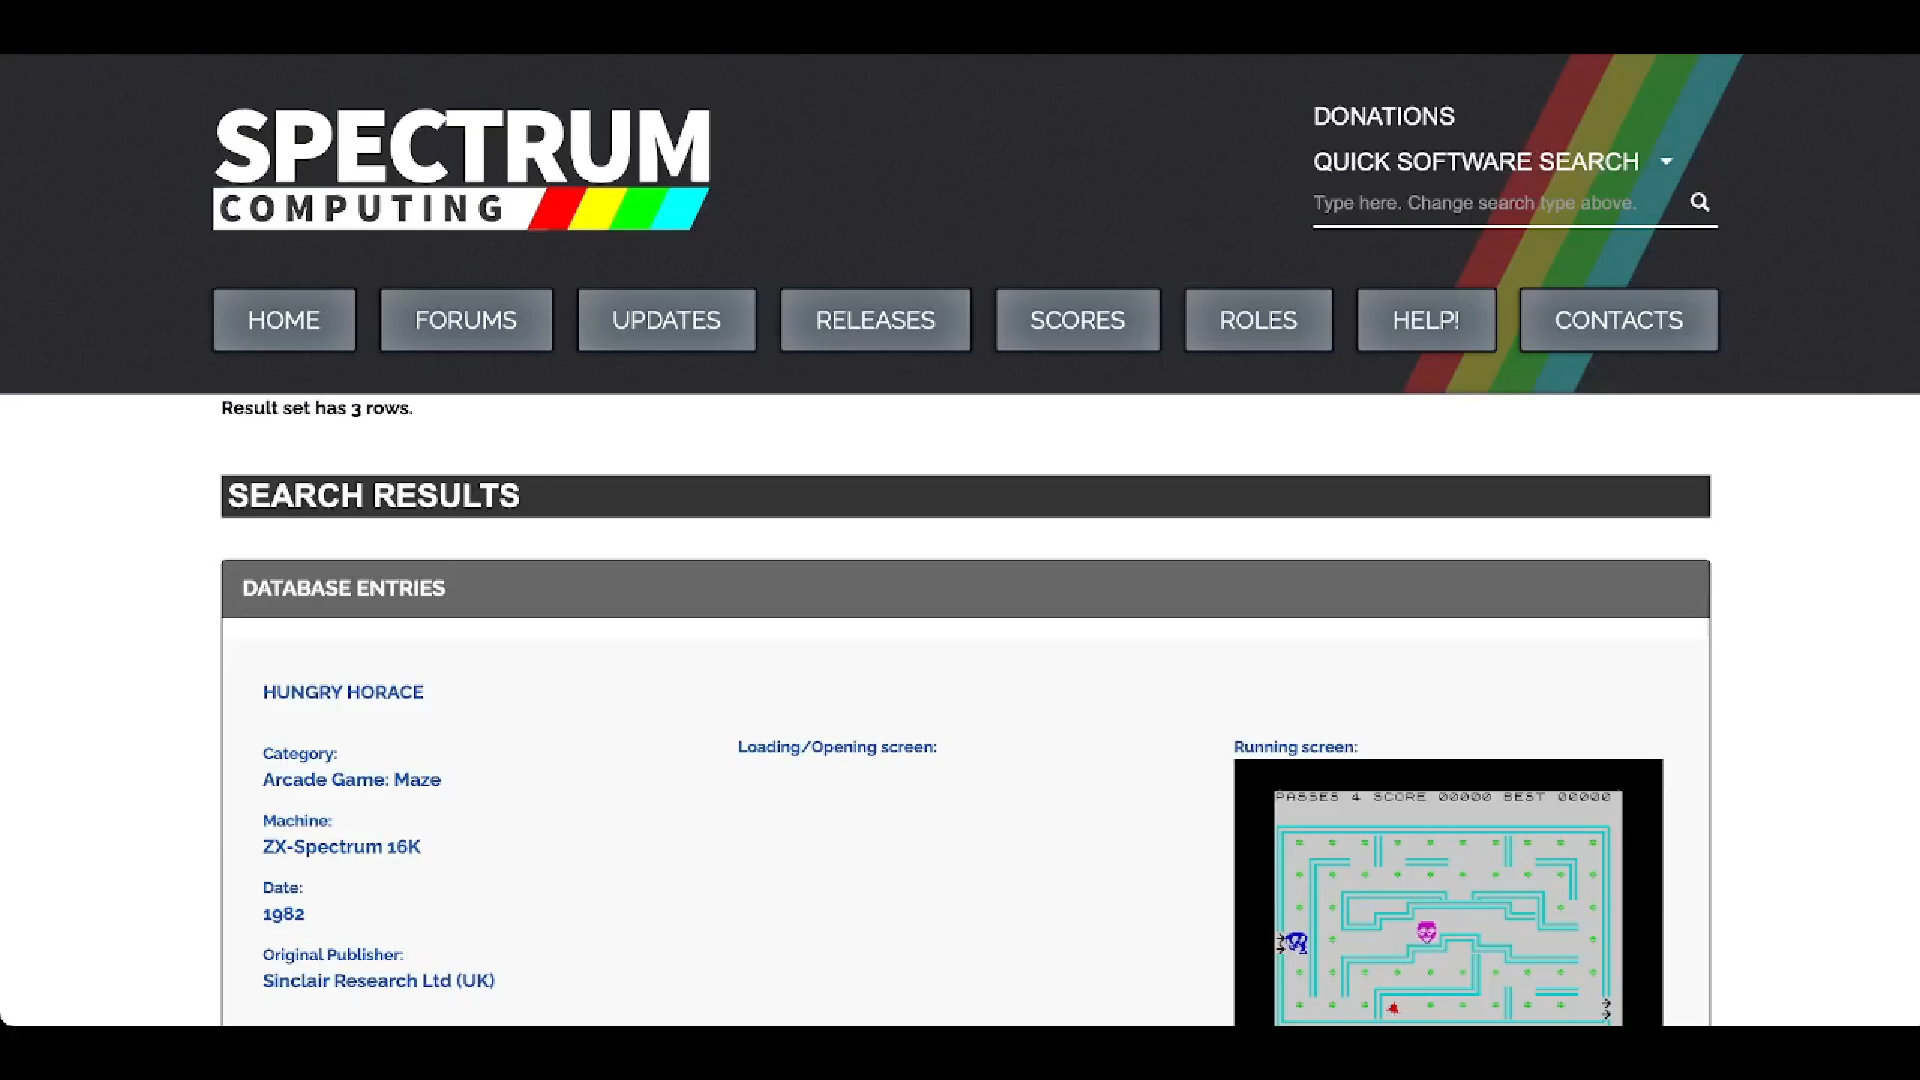 SPECTRUM
COMPUTING
DONATIONS
QUICK SOFTWARE SEARCH
Type here. Change search type above.
HOME
FORUMS
UPDATES
RELEASES
SCORES
ROLES
HELP!
CONTACTS
Result set has 3 rows.
SEARCH RESULTS
DATABASE ENTRIES
HUNGRY HORACE
Category:
Arcade Game: Maze
Machine:
ZX-Spectrum 16K
Date:
1982
Original Publisher:
Sinclair Research Ltd (UK)
Loading/Opening screen:
Running screen:
PASSES 4 SCORE 00000 BEST 00000